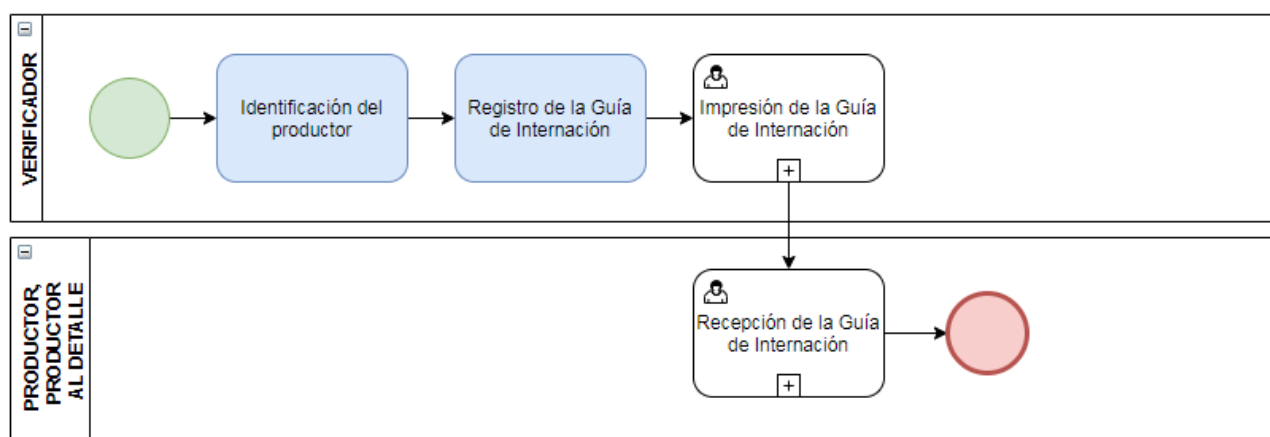 VERIFICADOR
Identificación del
productor
Registro de la Guía
de Internación
Impresión de la Guía
de Internación
PRODUCTOR,
PRODUCTOR
AL DETALLE
Recepción de la Guía
de Internación